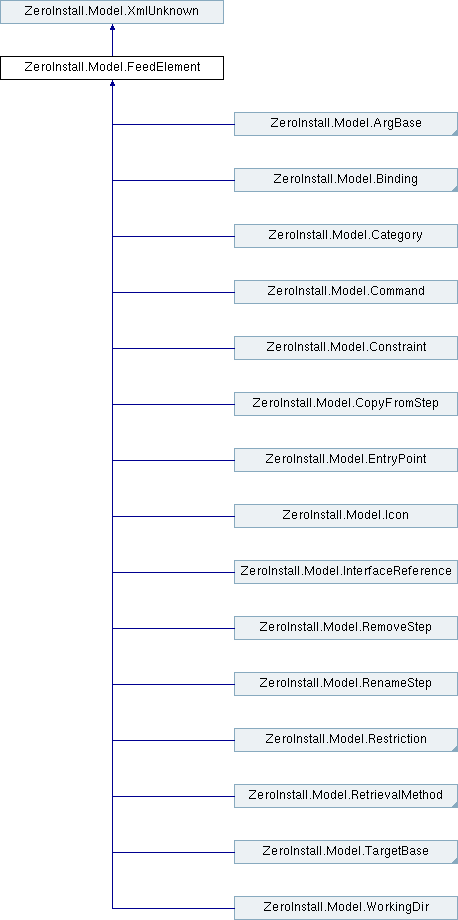 ZeroInstall.Model.XmlUnknown
ZeroInstall.Model.FeedElement
ZeroInstall.Model.ArgBase
ZeroInstall.Model.Binding
ZeroInstall.Model.Category
ZeroInstall.Model.Command
ZeroInstall.Model.Constraint
ZeroInstall.Model.CopyFromStep
ZeroInstall.Model.EntryPoint
ZeroInstall.Model.Icon
ZeroInstall.Model.InterfaceReference
ZeroInstall.Model.RemoveStep
ZeroInstall.Model.RenameStep
ZeroInstall.Model.Restriction
ZeroInstall.Model.RetrievalMethod
ZeroInstall.Model.TargetBase
ZeroInstall.Model.WorkingDir